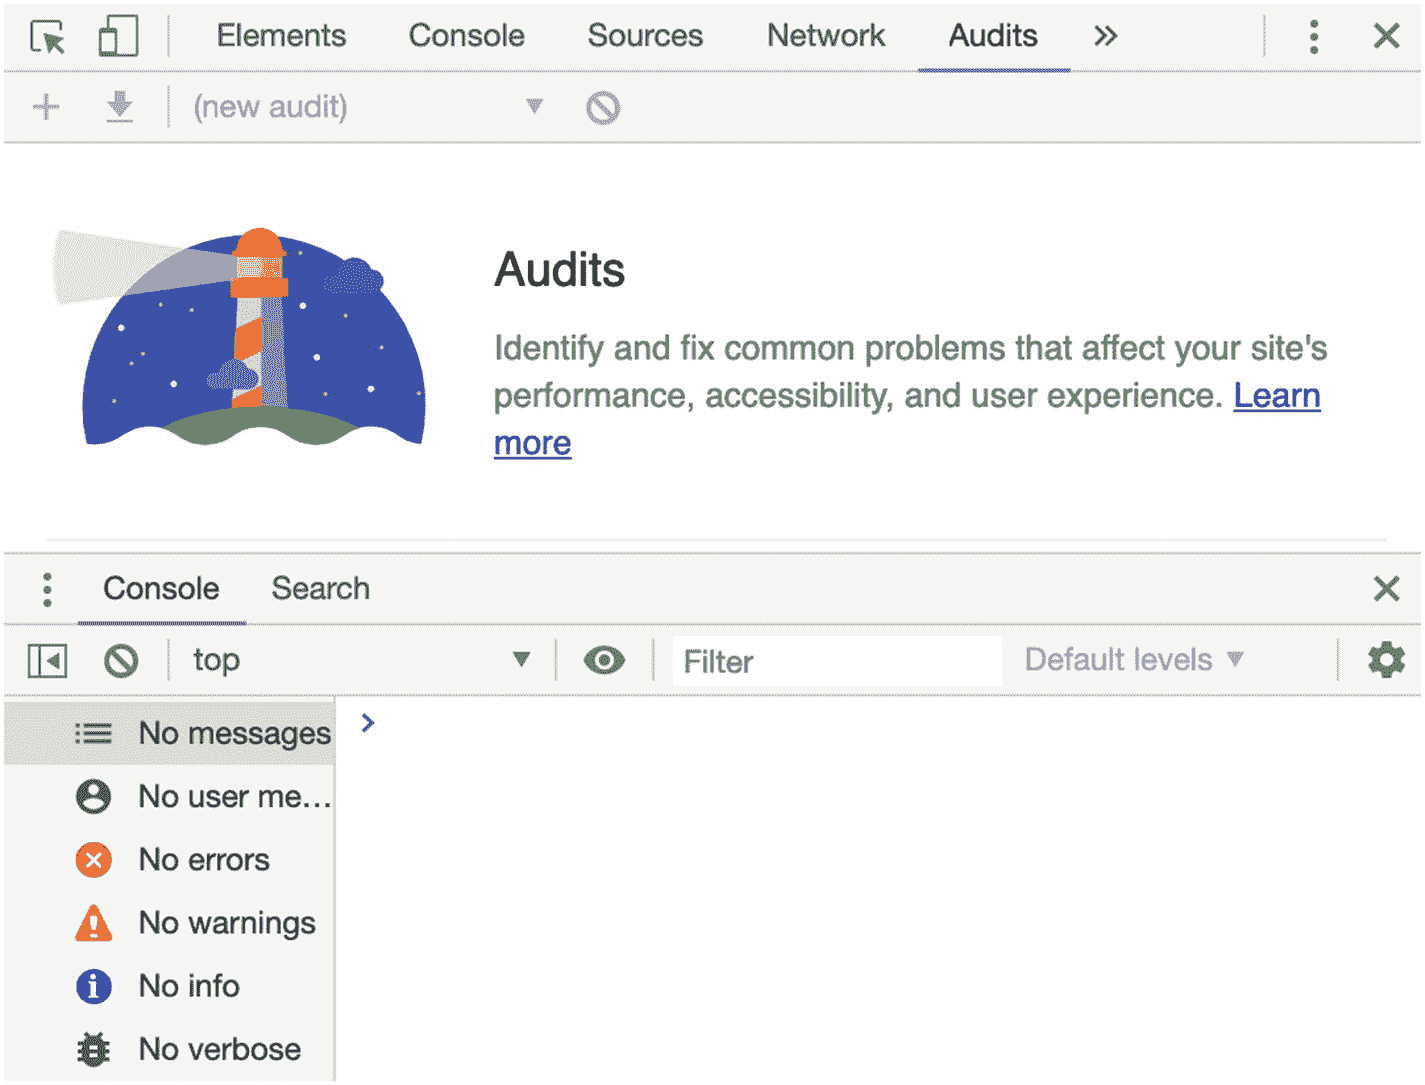 Elements Console Sources Network Audits »
(new audit)
Audits
Identify and fix common problems that affect your site's
performance, accessibility, and user experience. Learn
more
Console Search
top Filter Default levels
No messages
No user me...
No errors
No warnings
No info
No verbose